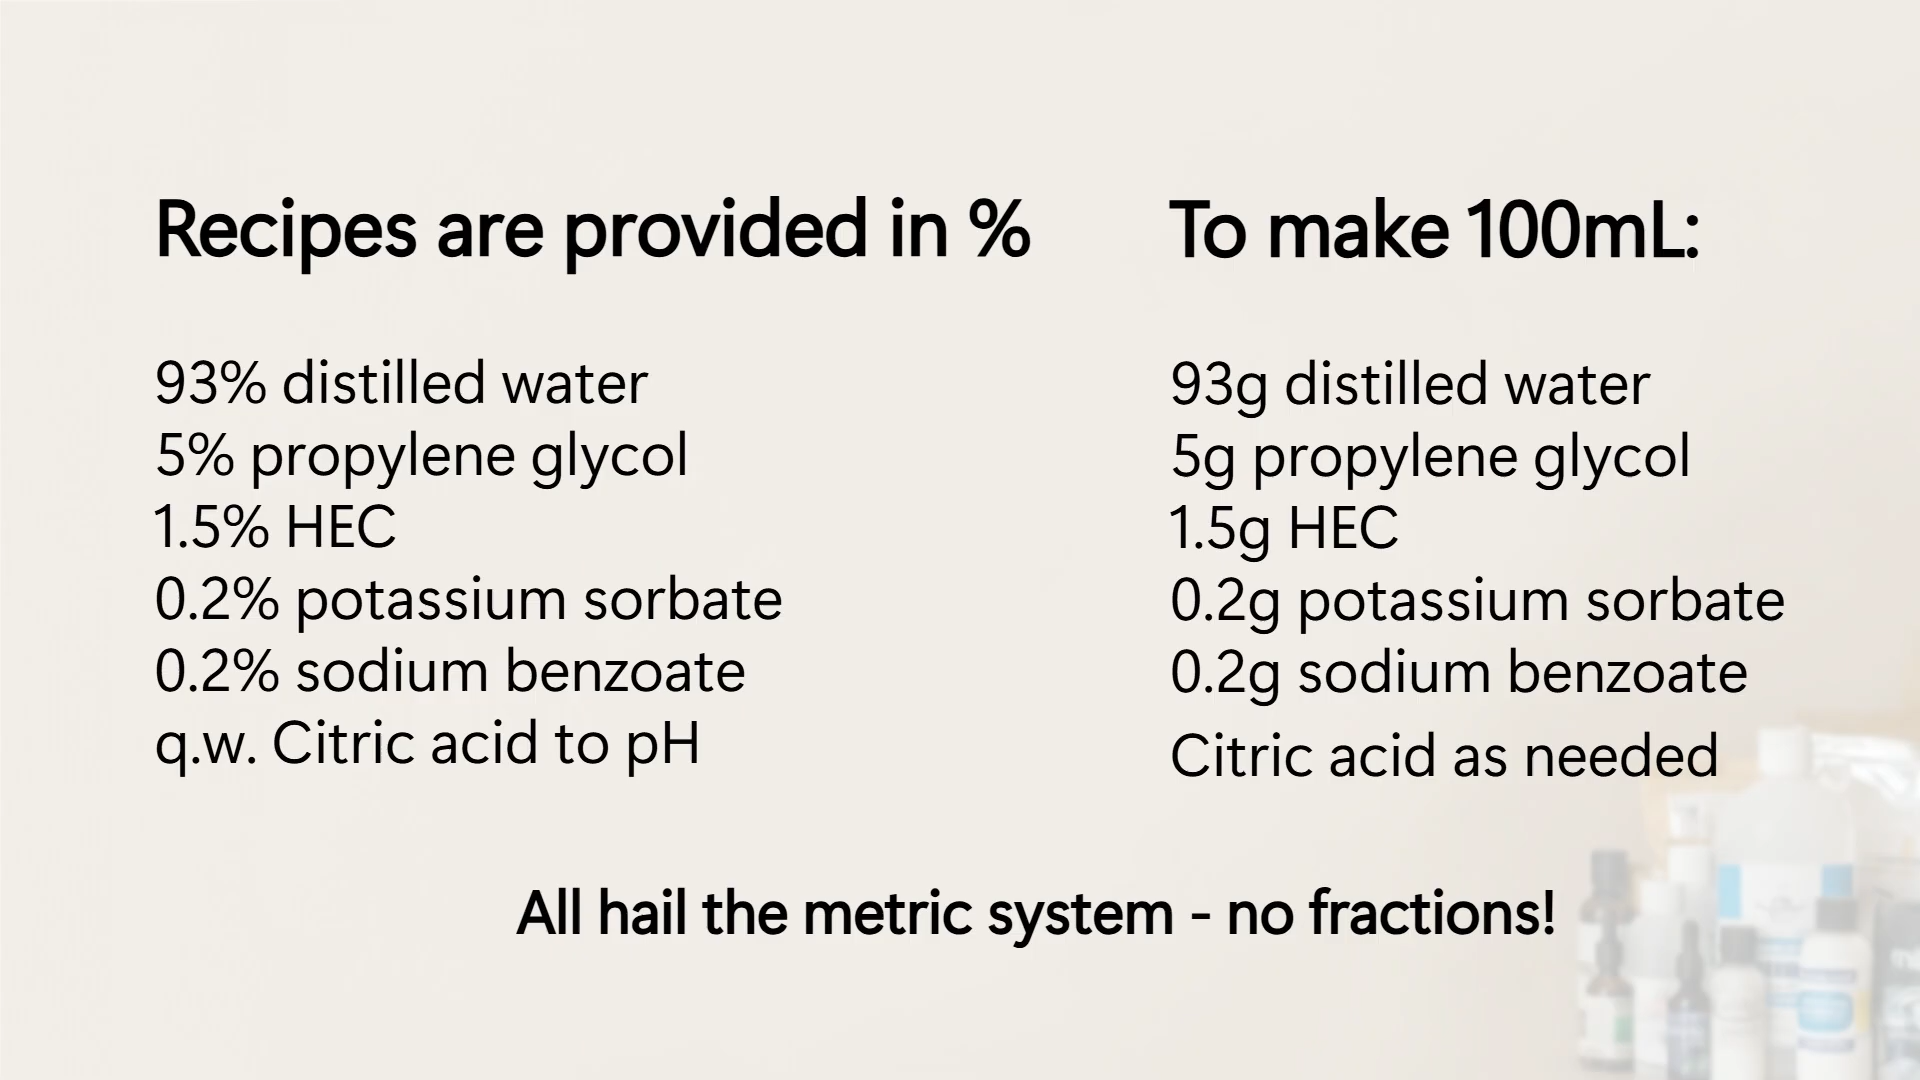 Recipes are provided in %
93% distilled water
5% propylene glycol
1.5% HEC
0.2% potassium sorbate
0.2% sodium benzoate
q.w. Citric acid to pH
To make 100mL:
93g distilled water
5g propylene glycol
1.5g HEC
0.2g potassium sorbate
0.2g sodium benzoate
Citric acid as needed
All hail the metric system - no fractions!